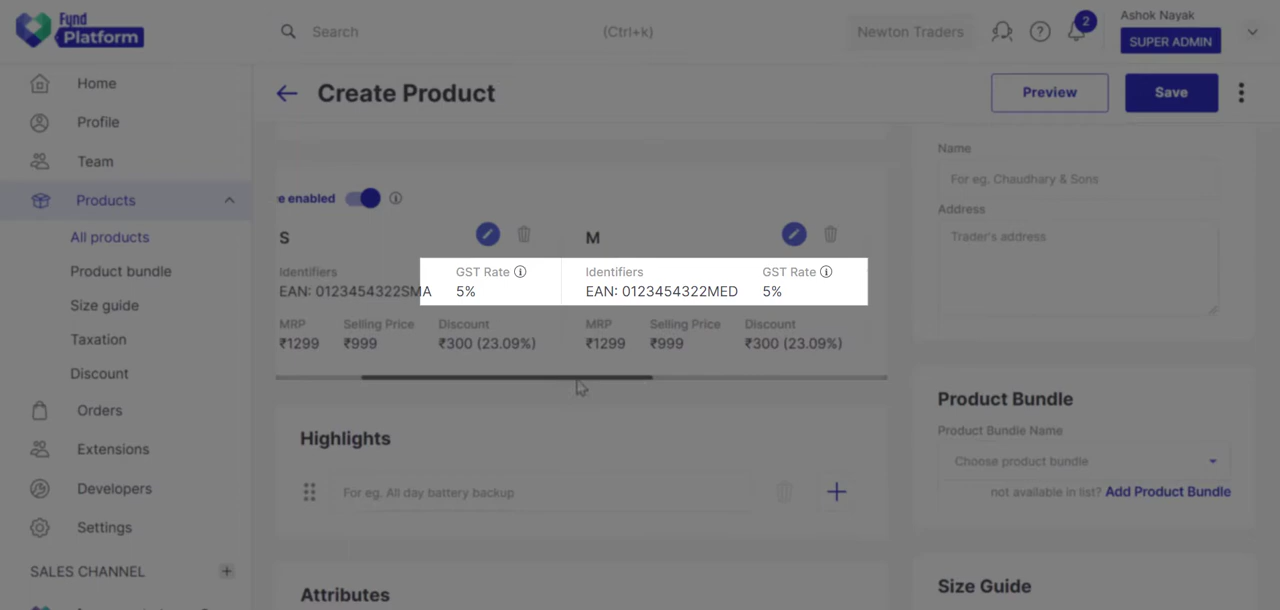 Fynd
Platform
Search
(Ctrl+k)
Newton Traders
2
Ashok Nayak
SUPER ADMIN
Home
Profile
Team
Products
All products
Product bundle
Size guide
Taxation
Discount
Orders
Extensions
Developers
Settings
SALES CHANNEL
Create Product
Preview
Save
e enabled
S
Identifiers
GST Rate
EAN: 0123454322SMA
5%
MRP
Selling Price
Discount
₹1299
₹999
₹300 (23.09%)
M
Identifiers
GST Rate
EAN: 0123454322MED
5%
MRP
Selling Price
Discount
₹1299
₹999
₹300 (23.09%)
Highlights
For eg. All day battery backup
Attributes
Name
For eg. Chaudhary & Sons
Address
Trader's address
Product Bundle
Product Bundle Name
Choose product bundle
not available in list? Add Product Bundle
Size Guide